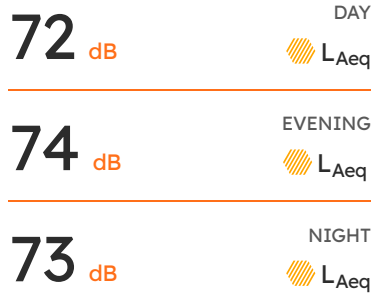 DAY
72 dB LAeq
EVENING
74 dB LAeq
NIGHT
73 dB LAeq